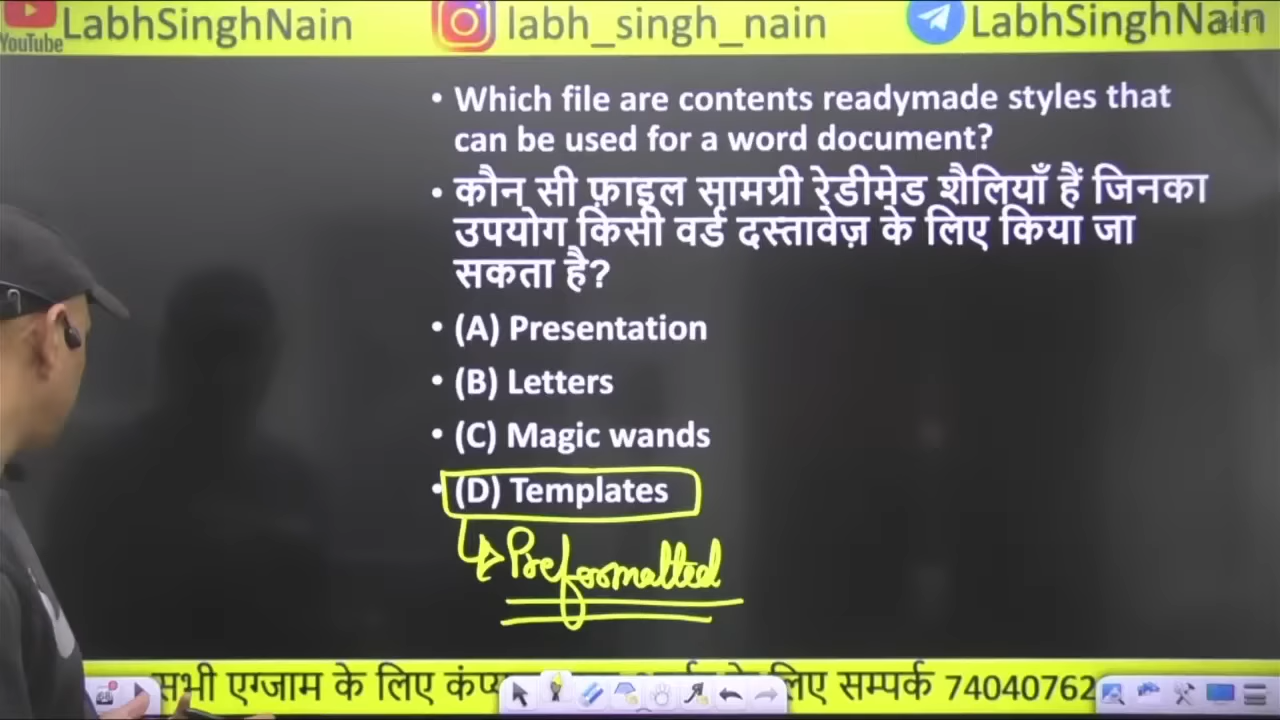 YouTube LabhSinghNain labh_singh_nain LabhSinghNain
• Which file are contents readymade styles that
can be used for a word document?
• कौन सी फ़ाइल सामग्री रेडीमेड शैलियाँ हैं जिनका
उपयोग किसी वर्ड दस्तावेज़ के लिए किया जा
सकता है?
• (A) Presentation
• (B) Letters
• (C) Magic wands
• (D) Templates
Preformatted
सभी एग्जाम के लिए लिए सम्पर्क 74040762